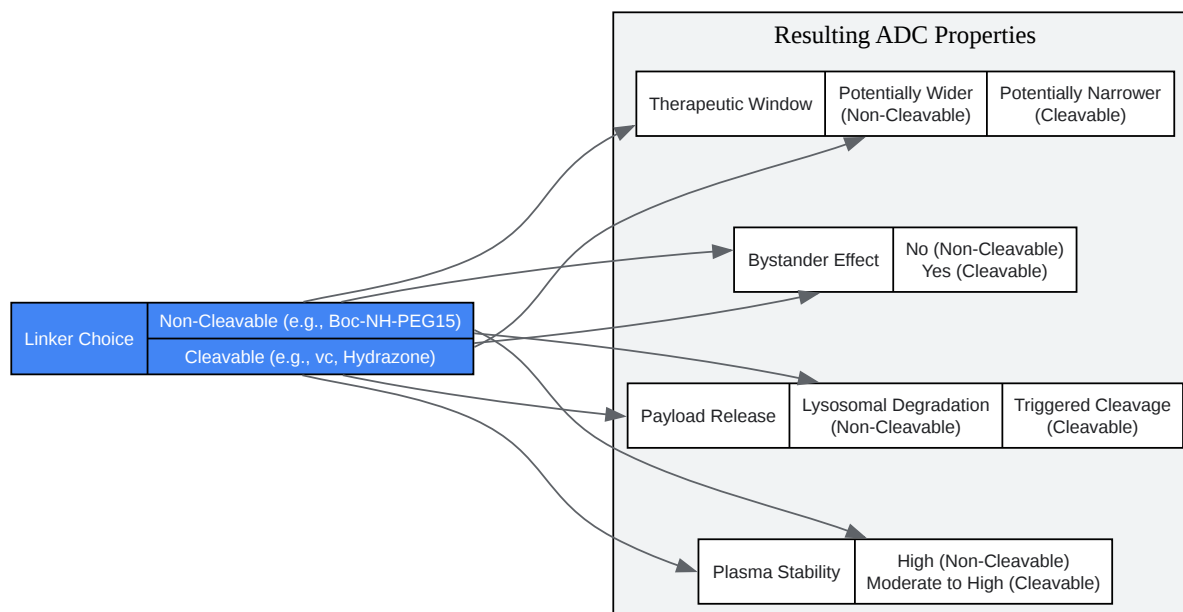 Resulting ADC Properties
Therapeutic Window
Potentially Wider
(Non-Cleavable)
Potentially Narrower
(Cleavable)
Bystander Effect
No (Non-Cleavable)
Yes (Cleavable)
Linker Choice
Non-Cleavable (e.g., Boc-NH-PEG15)
Cleavable (e.g., vc, Hydrazone)
Payload Release
Lysosomal Degradation
(Non-Cleavable)
Triggered Cleavage
(Cleavable)
Plasma Stability
High (Non-Cleavable)
Moderate to High (Cleavable)